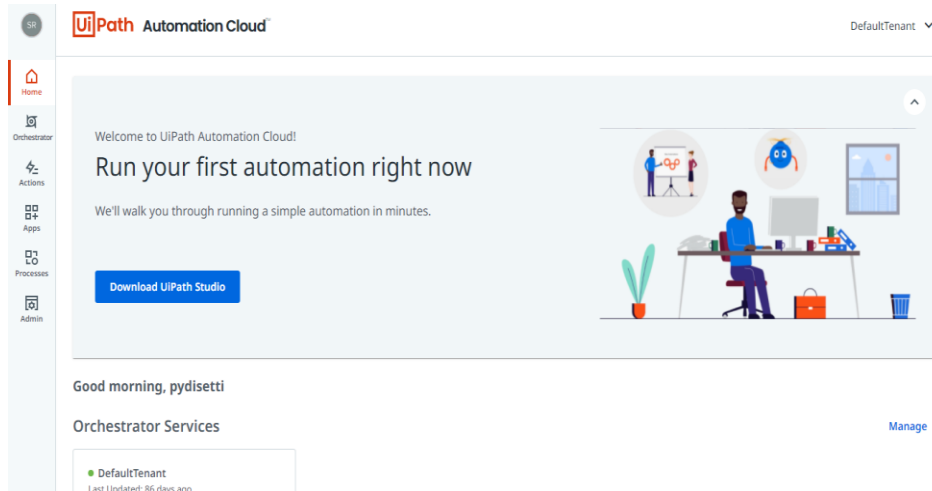 SR
UiPath Automation Cloud™
DefaultTenant
Home
Orchestrator
Actions
Apps
Processes
Admin
Welcome to UiPath Automation Cloud!
Run your first automation right now
We'll walk you through running a simple automation in minutes.
Download UiPath Studio
Good morning, pydisetti
Orchestrator Services
Manage
DefaultTenant
Last Updated: 86 days ago